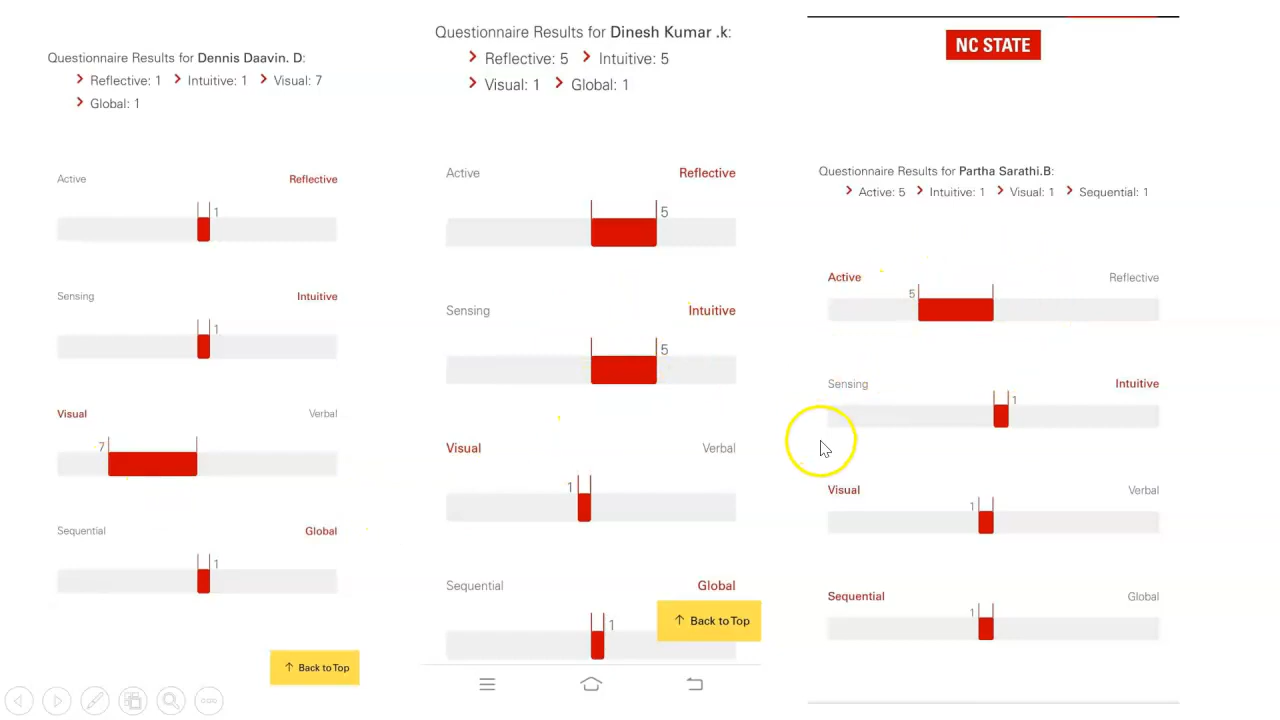 Questionnaire Results for Dennis Daavin. D:
Reflective: 1 Intuitive: 1 Visual: 7
Global: 1
Active Reflective
1
Sensing Intuitive
1
Visual Verbal
7
Sequential Global
1
↑ Back to Top
Questionnaire Results for Dinesh Kumar .k:
Reflective: 5 Intuitive: 5
Visual: 1 Global: 1
Active Reflective
5
Sensing Intuitive
5
Visual Verbal
1
Sequential Global
1
↑ Back to Top
NC STATE
Questionnaire Results for Partha Sarathi.B:
Active: 5 Intuitive: 1 Visual: 1 Sequential: 1
Active Reflective
5
Sensing Intuitive
1
Visual Verbal
1
Sequential Global
1